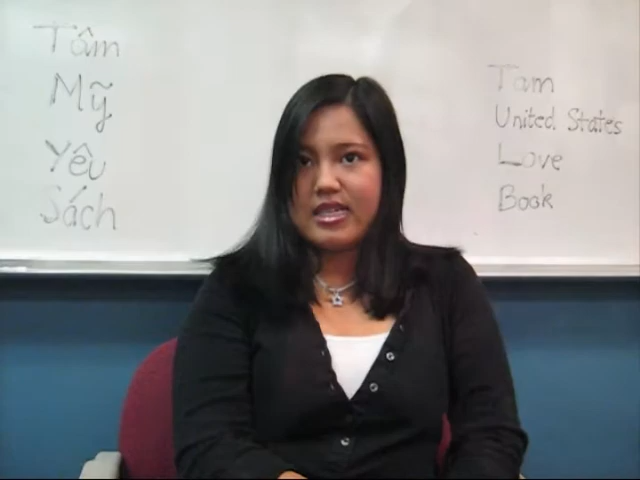 Tâm
Mỹ
Yêu
Sách
Tam
United States
Love
Book